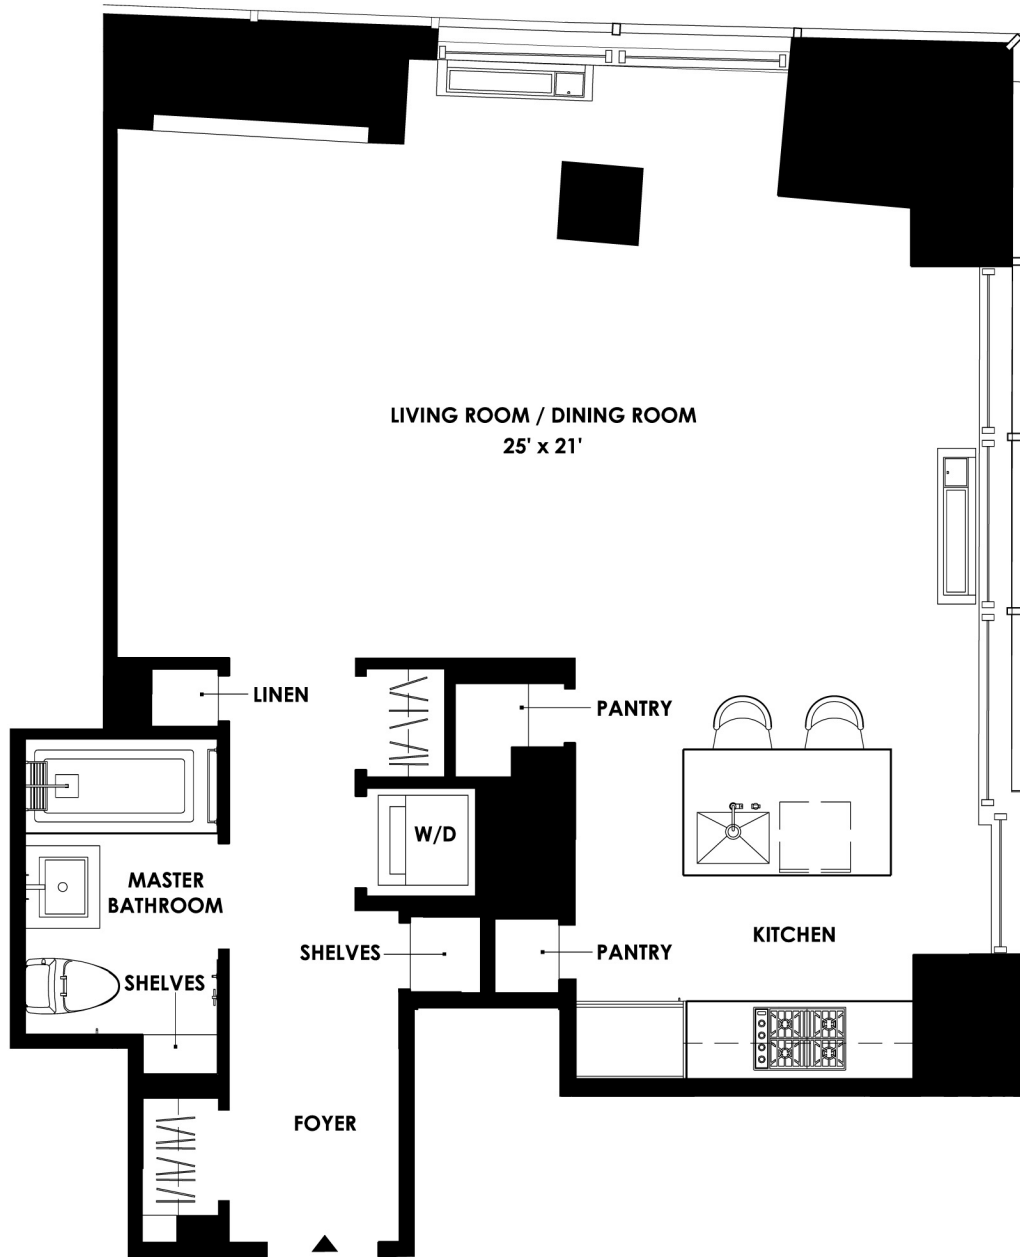 LIVING ROOM / DINING ROOM
25' x 21'
LINEN
PANTRY
W/D
MASTER
BATHROOM
KITCHEN
SHELVES
PANTRY
SHELVES
FOYER